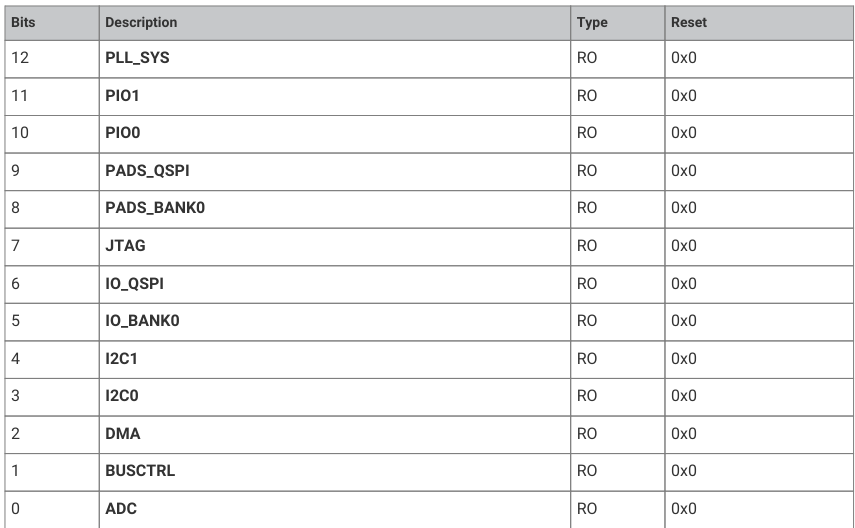 Bits Description Type Reset
12 PLL_SYS RO 0x0
11 PIO1 RO 0x0
10 PIO0 RO 0x0
9 PADS_QSPI RO 0x0
8 PADS_BANK0 RO 0x0
7 JTAG RO 0x0
6 IO_QSPI RO 0x0
5 IO_BANK0 RO 0x0
4 I2C1 RO 0x0
3 I2C0 RO 0x0
2 DMA RO 0x0
1 BUSCTRL RO 0x0
0 ADC RO 0x0